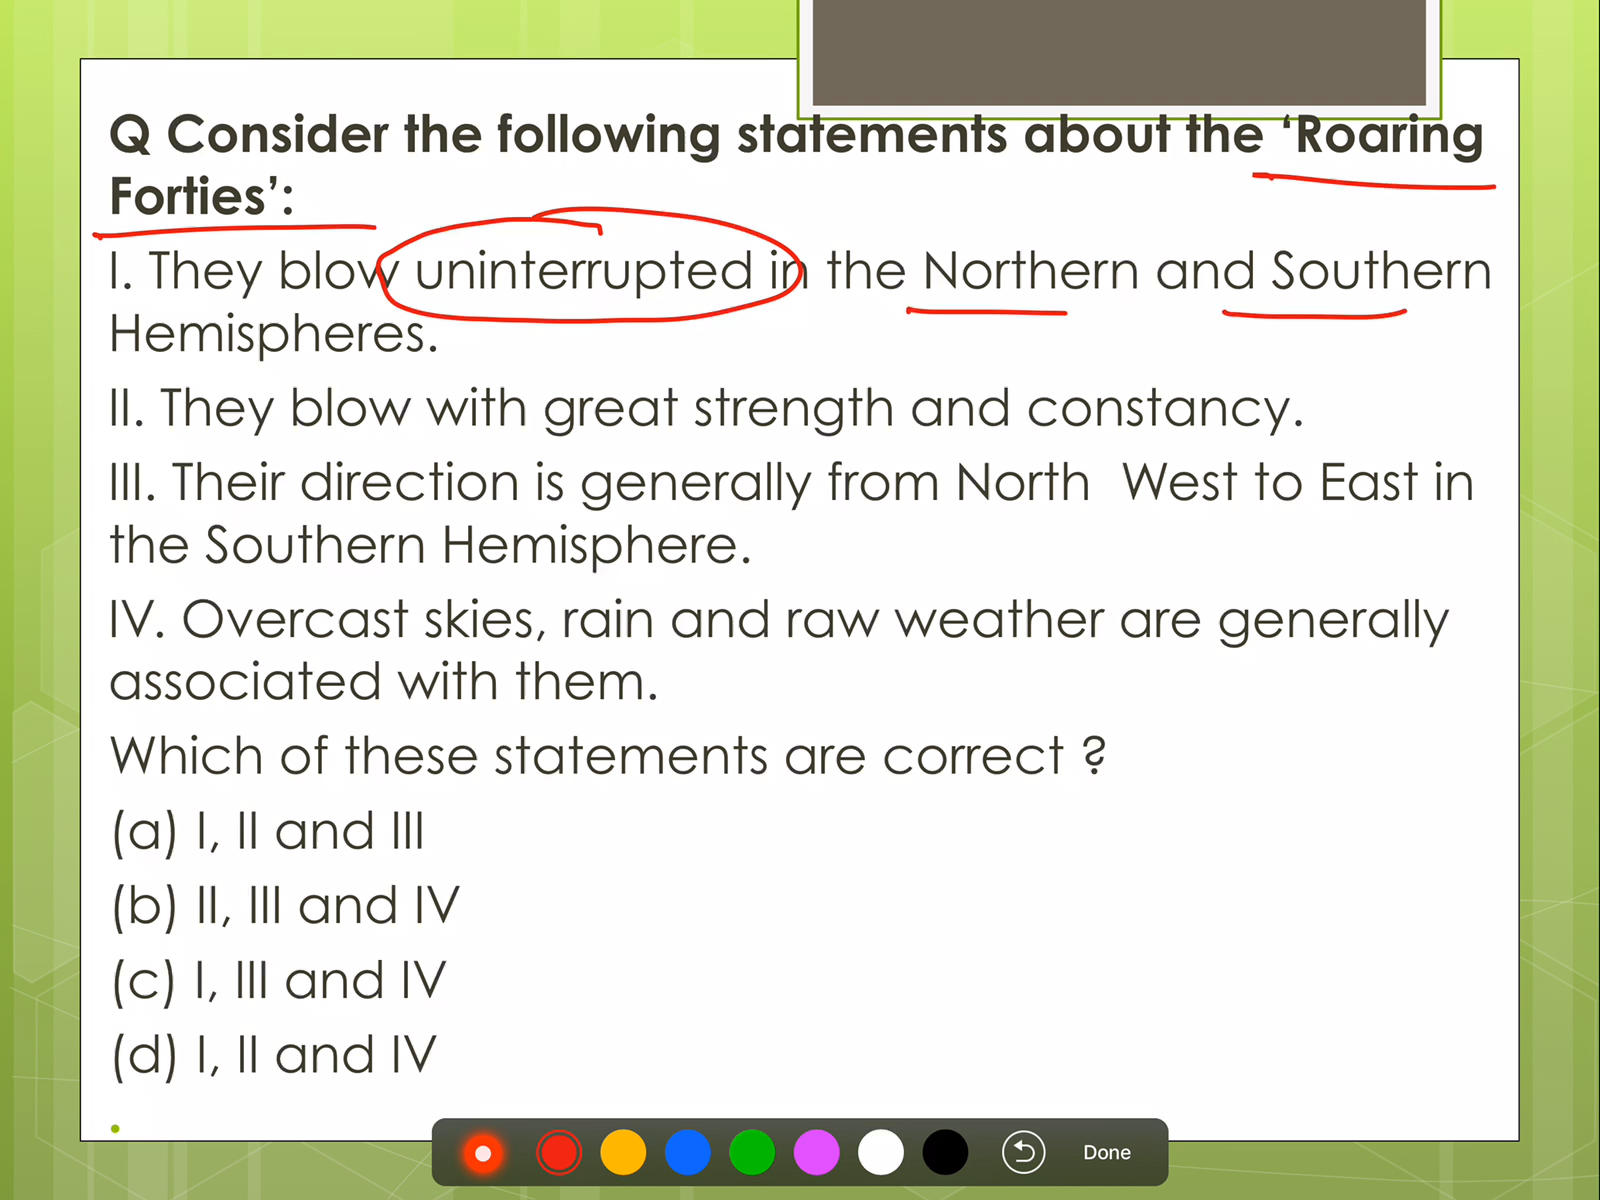 Q Consider the following statements about the ‘Roaring
Forties’:
I. They blow uninterrupted in the Northern and Southern
Hemispheres.
II. They blow with great strength and constancy.
III. Their direction is generally from North  West to East in
the Southern Hemisphere.
IV. Overcast skies, rain and raw weather are generally
associated with them.
Which of these statements are correct ?
(a) I, II and III
(b) II, III and IV
(c) I, III and IV
(d) I, II and IV
Done